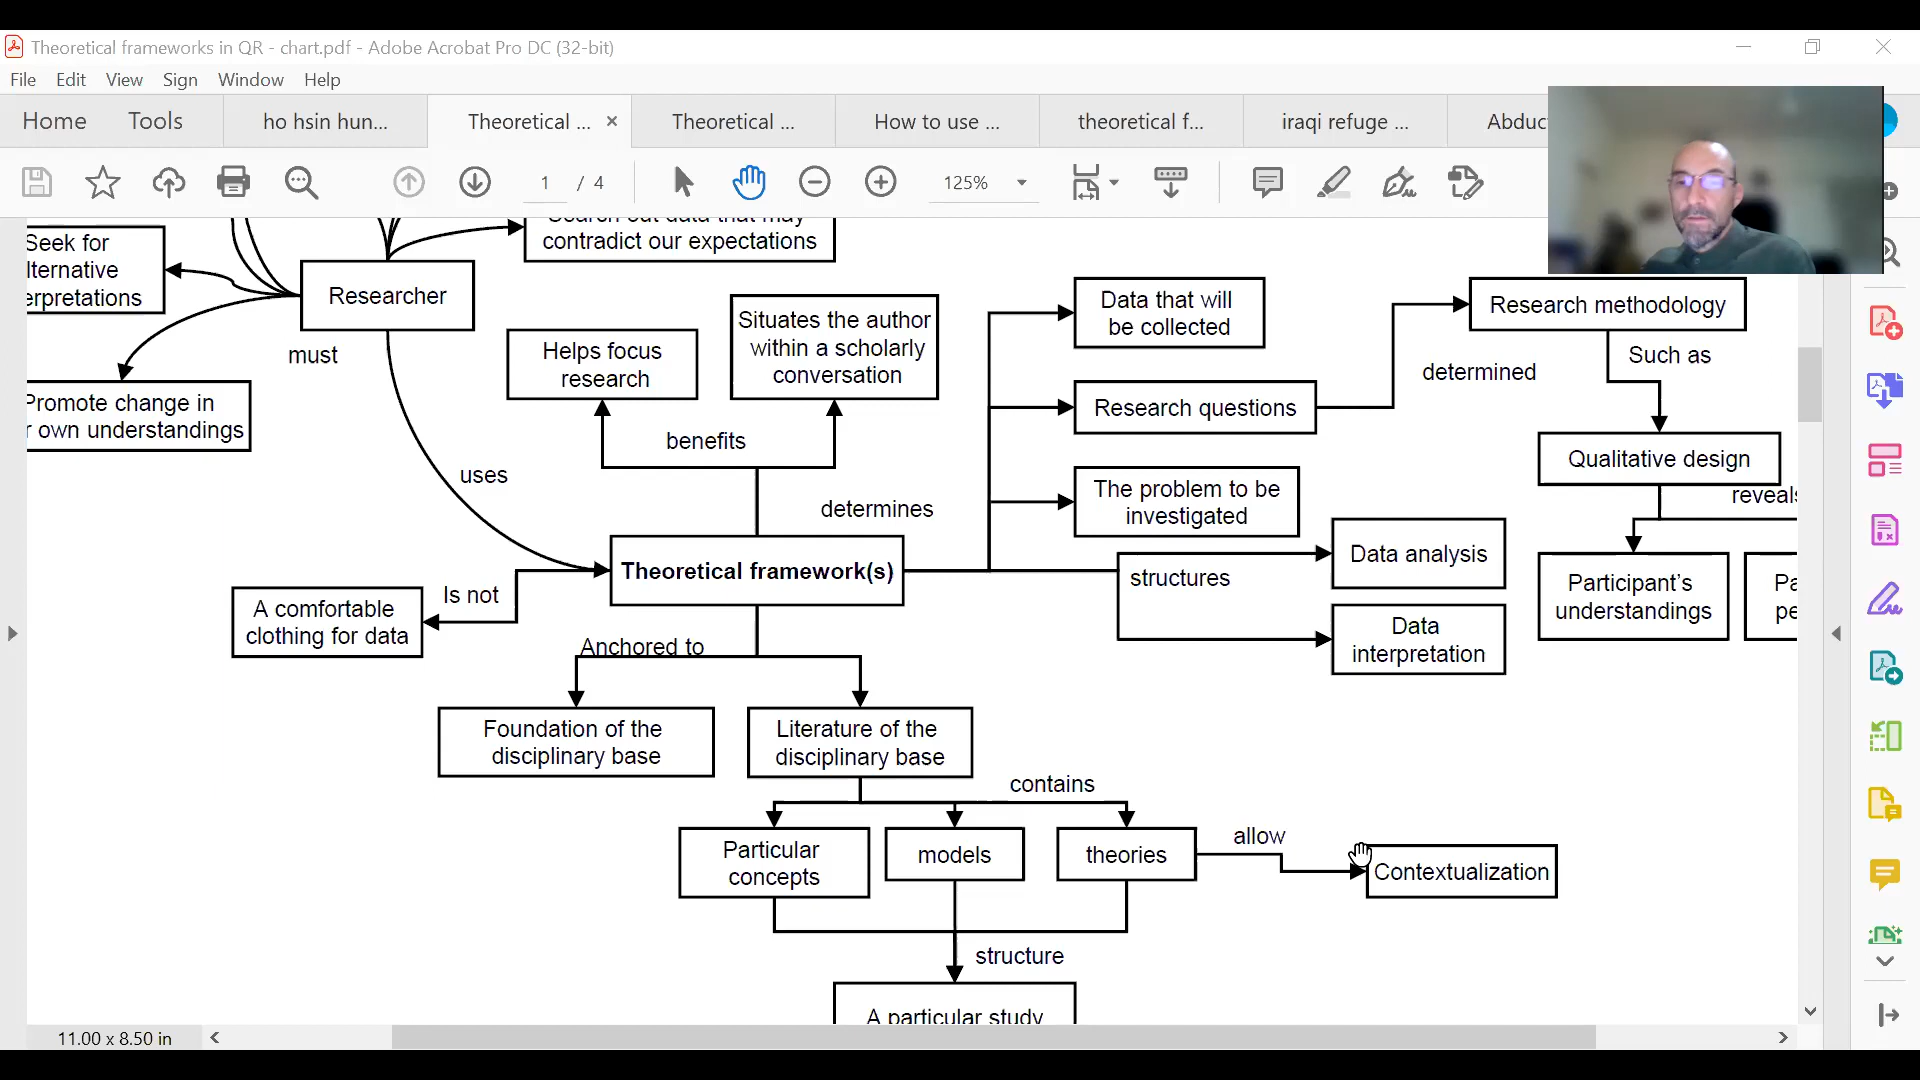 Theoretical frameworks in QR - chart.pdf - Adobe Acrobat Pro DC (32-bit)
File Edit View Sign Window Help
Home Tools ho hsin hun... Theoretical ... × Theoretical ... How to use ... theoretical f... iraqi refuge ... Abduc
1 / 4 125%
contradict our expectations
Seek for
lternative
erpretations
Researcher
must
Promote change in
r own understandings
uses
Helps focus
research
Situates the author
within a scholarly
conversation
benefits
determines
Data that will
be collected
Research questions
The problem to be
investigated
determined
Research methodology
Such as
Qualitative design
reveals
Participant's
understandings
Pa
pe
Theoretical framework(s)
Is not
A comfortable
clothing for data
structures
Data analysis
Data
interpretation
Anchored to
Foundation of the
disciplinary base
Literature of the
disciplinary base
contains
Particular
concepts
models
theories
allow
Contextualization
structure
A particular study
11.00 x 8.50 in